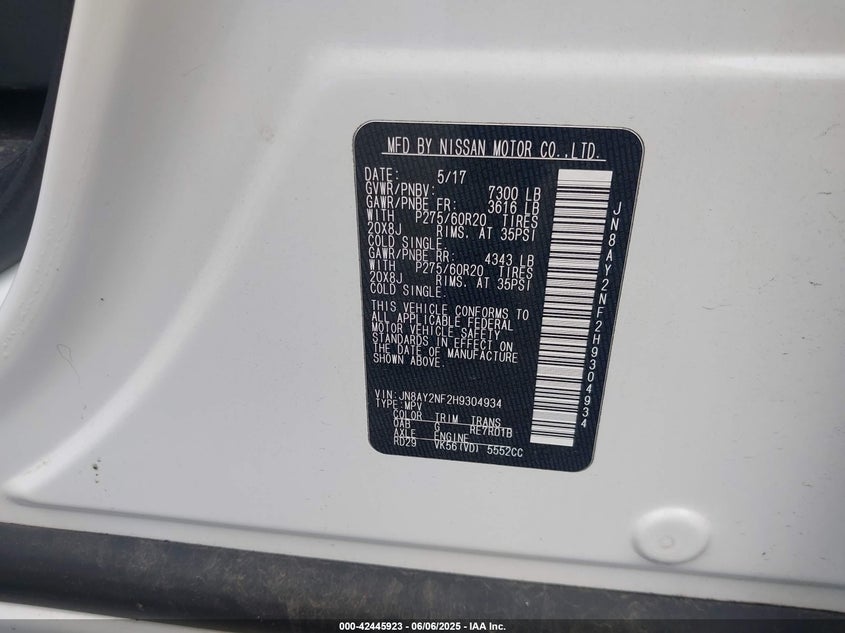 MFD BY NISSAN MOTOR CO.,LTD.
DATE: 5/17
GVWR/PNBV: 7300 LB
GAWR/PNBE FR: 3616 LB
WITH P275/60R20 TIRES
20X8J RIMS. AT 35PSI
COLD SINGLE.
GAWR/PNBE RR: 4343 LB
WITH P275/60R20 TIRES
20X8J RIMS. AT 35PSI
COLD SINGLE.
THIS VEHICLE CONFORMS TO
ALL APPLICABLE FEDERAL
MOTOR VEHICLE SAFETY
STANDARDS IN EFFECT ON
THE DATE OF MANUFACTURE
SHOWN ABOVE.
VIN: JN8AY2NF2H9304934
TYPE: MPV
COLOR TRIM TRANS
QAB G RE7R01B
AXLE ENGINE
RD29 VK56(VD) 5552CC
JN8AY2NF2H9304934
000-42445923 - 06/06/2025 - IAA Inc.